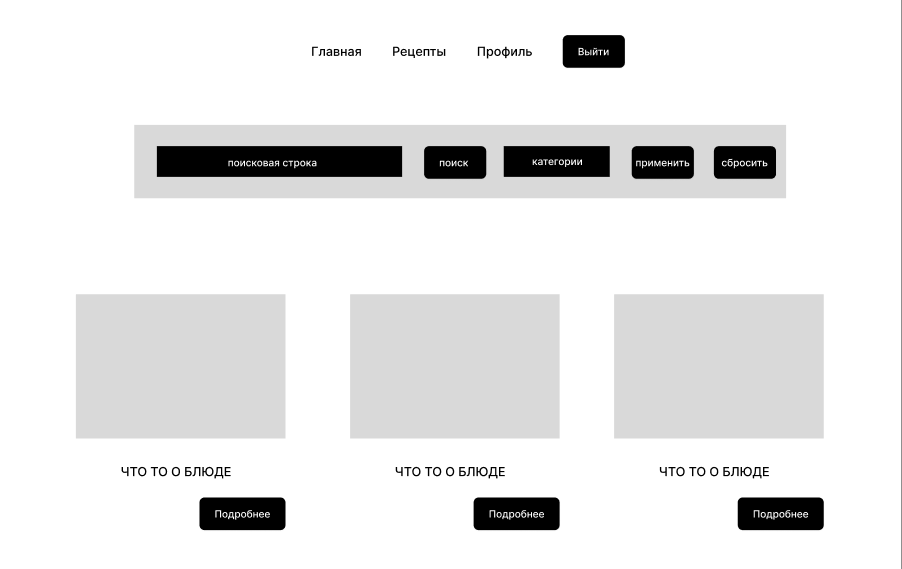 Главная Рецепты Профиль Выйти
поисковая строка поиск категории применить сбросить
ЧТО ТО О БЛЮДЕ ЧТО ТО О БЛЮДЕ ЧТО ТО О БЛЮДЕ
Подробнее Подробнее Подробнее